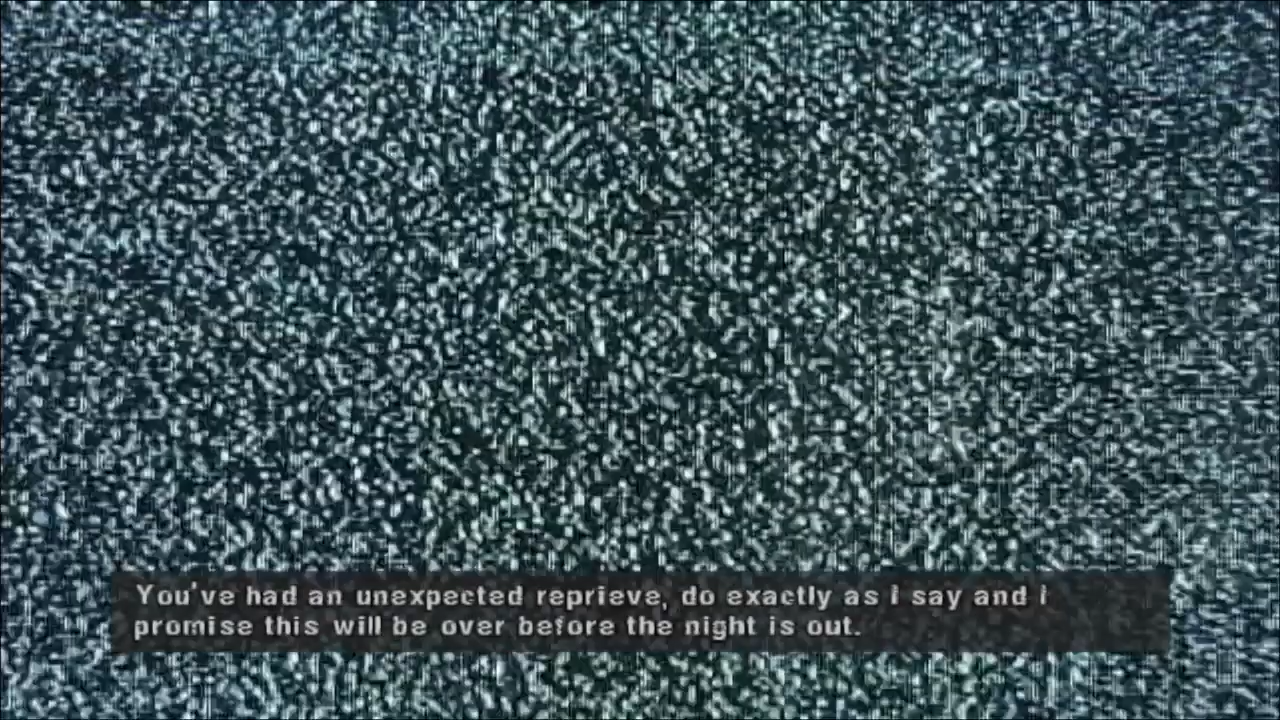 You've had an unexpected reprieve, do exactly as I say and I
promise this will be over before the night is out.